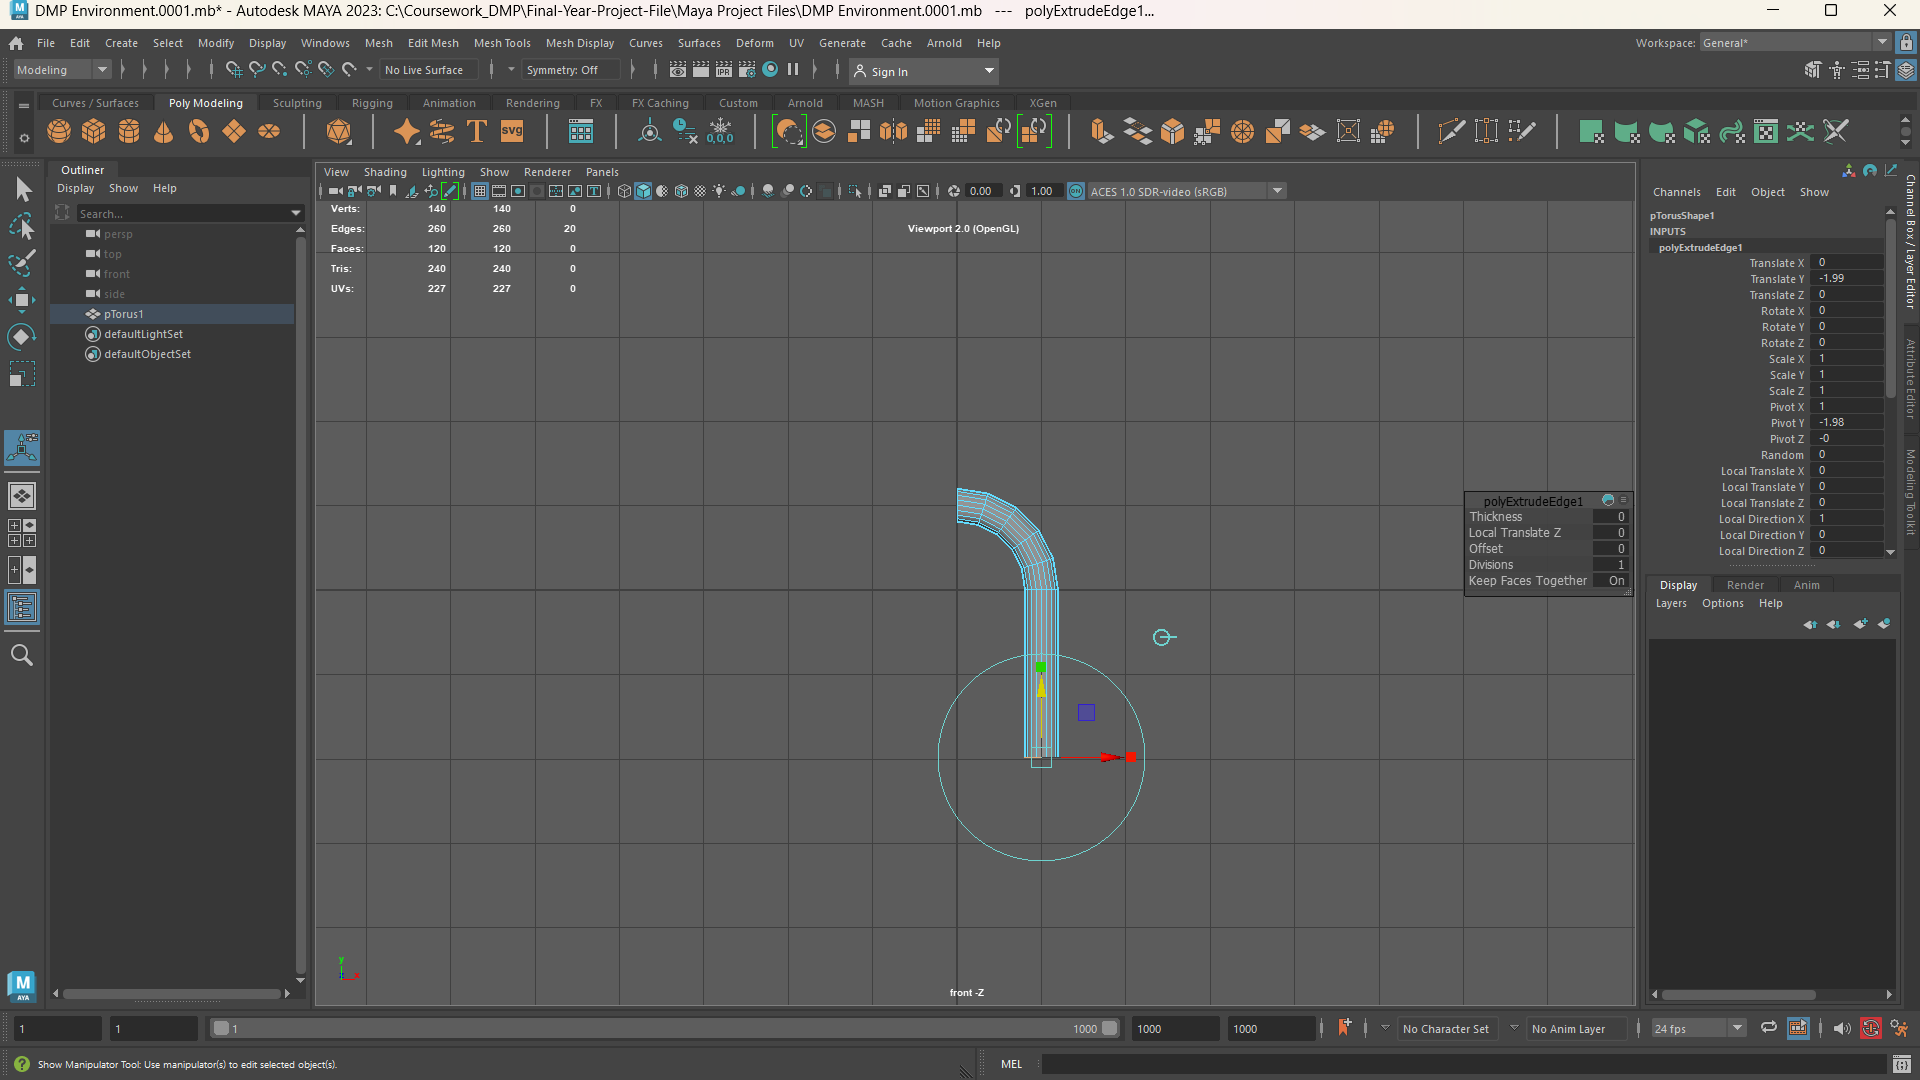 DMP Environment.0001.mb* - Autodesk MAYA 2023: C:\Coursework_DMP\Final-Year-Project-File\Maya Project Files\DMP Environment.0001.mb   ---   polyExtrudeEdge1...
File Edit Create Select Modify Display Windows Mesh Edit Mesh Mesh Tools Mesh Display Curves Surfaces Deform UV Generate Cache Arnold Help Workspace: General*
Modeling No Live Surface Symmetry: Off IPR Sign In
Curves / Surfaces Poly Modeling Sculpting Rigging Animation Rendering FX FX Caching Custom Arnold MASH Motion Graphics XGen
T SVG 0,0,0
Outliner
Display Show Help
Search...
persp
top
front
side
pTorus1
defaultLightSet
defaultObjectSet
View Shading Lighting Show Renderer Panels
0.00 1.00 ON ACES 1.0 SDR-video (sRGB)
Verts: 140 140 0
Edges: 260 260 20
Faces: 120 120 0
Tris: 240 240 0
UVs: 227 227 0
Viewport 2.0 (OpenGL)
polyExtrudeEdge1
Thickness 0
Local Translate Z 0
Offset 0
Divisions 1
Keep Faces Together On
y
z x
front -Z
Channels Edit Object Show
pTorusShape1
INPUTS
polyExtrudeEdge1
Translate X 0
Translate Y -1.99
Translate Z 0
Rotate X 0
Rotate Y 0
Rotate Z 0
Scale X 1
Scale Y 1
Scale Z 1
Pivot X 1
Pivot Y -1.98
Pivot Z -0
Random 0
Local Translate X 0
Local Translate Y 0
Local Translate Z 0
Local Direction X 1
Local Direction Y 0
Local Direction Z 0
Channel Box / Layer Editor
Attribute Editor
Modeling Toolkit
Display Render Anim
Layers Options Help
M
AYA
1 1 1 1000 1000 1000 No Character Set No Anim Layer 24 fps
Show Manipulator Tool: Use manipulator(s) to edit selected object(s). MEL